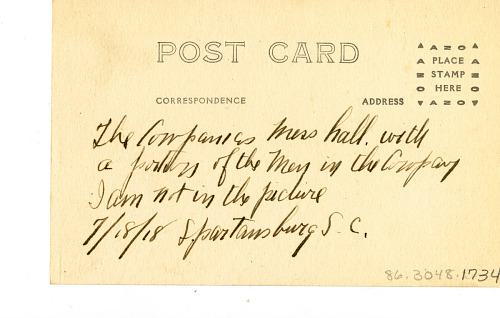 POST CARD
AZO
PLACE
STAMP
HERE
AZO
CORRESPONDENCE
ADDRESS
The Companies Mess hall, with
a portion of the Men in the Company
I am not in the picture
7/18/18 Spartansburg S. C.
86.3048.1734